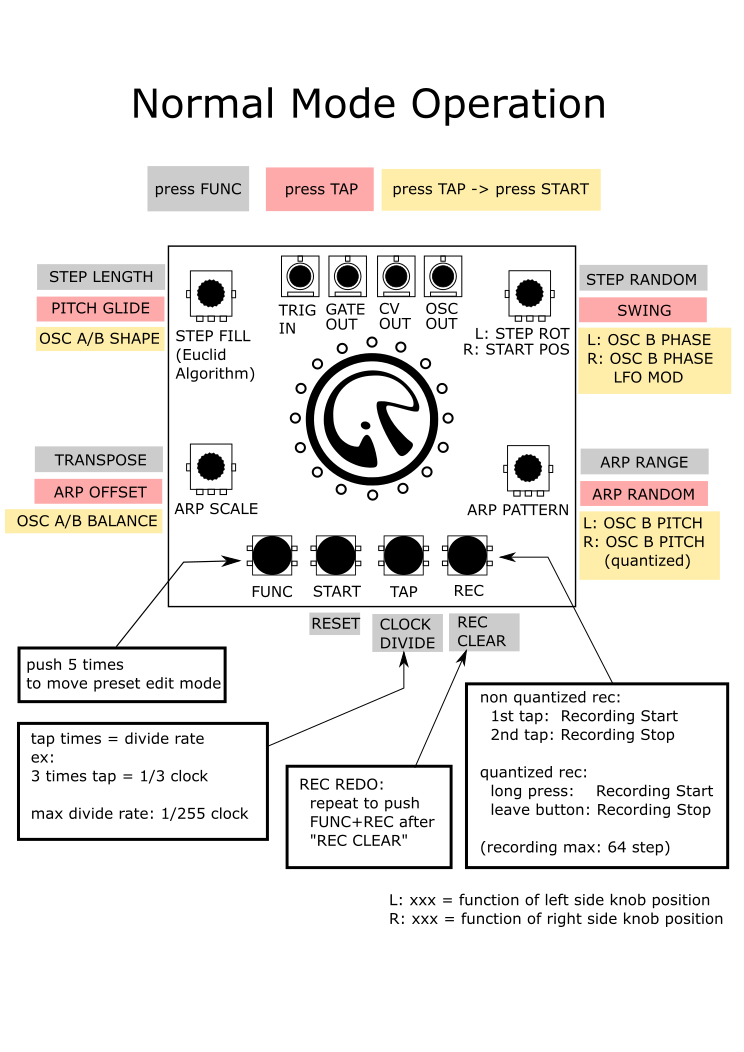 Normal Mode Operation
press FUNC
press TAP
press TAP -> press START
STEP LENGTH
PITCH GLIDE
OSC A/B SHAPE
STEP FILL
(Euclid
Algorithm)
TRIG
IN
GATE
OUT
CV
OUT
OSC
OUT
L: STEP ROT
R: START POS
STEP RANDOM
SWING
L: OSC B PHASE
R: OSC B PHASE
LFO MOD
TRANSPOSE
ARP OFFSET
OSC A/B BALANCE
ARP SCALE
ARP PATTERN
ARP RANGE
ARP RANDOM
L: OSC B PITCH
R: OSC B PITCH
(quantized)
FUNC
START
TAP
REC
RESET
CLOCK
DIVIDE
REC
CLEAR
push 5 times
to move preset edit mode
tap times = divide rate
ex:
3 times tap = 1/3 clock
max divide rate: 1/255 clock
REC REDO:
repeat to push
FUNC+REC after
"REC CLEAR"
non quantized rec:
1st tap: Recording Start
2nd tap: Recording Stop
quantized rec:
long press: Recording Start
leave button: Recording Stop
(recording max: 64 step)
L: xxx = function of left side knob position
R: xxx = function of right side knob position